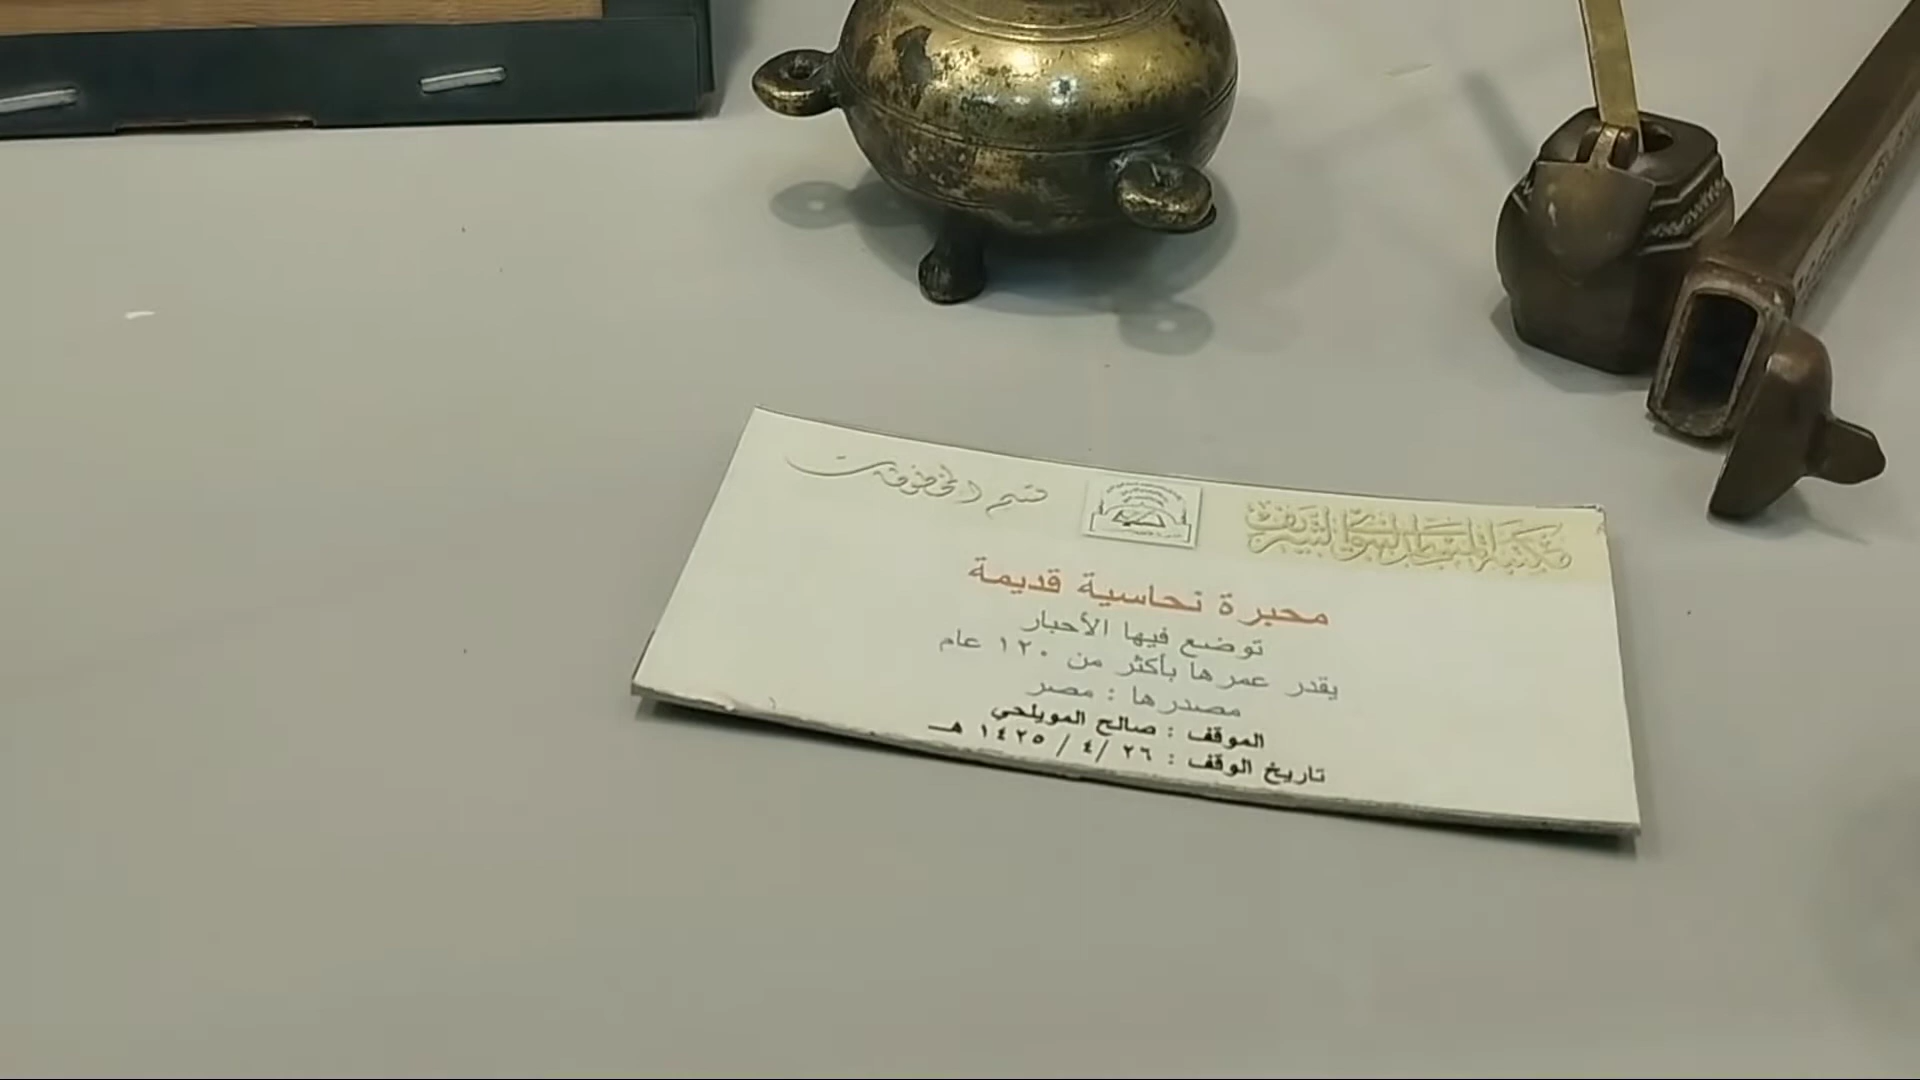 مكتبة المسجد النبوي الشريف
قسم المخطوطات
محبرة نحاسية قديمة
توضع فيها الأحبار
يقدر عمرها بأكثر من ١٢٠ عام
مصدرها : مصر
الموقف : صالح المويلحي
تاريخ الوقف : ٢٦ /٤ / ١٤٢٥ هـ